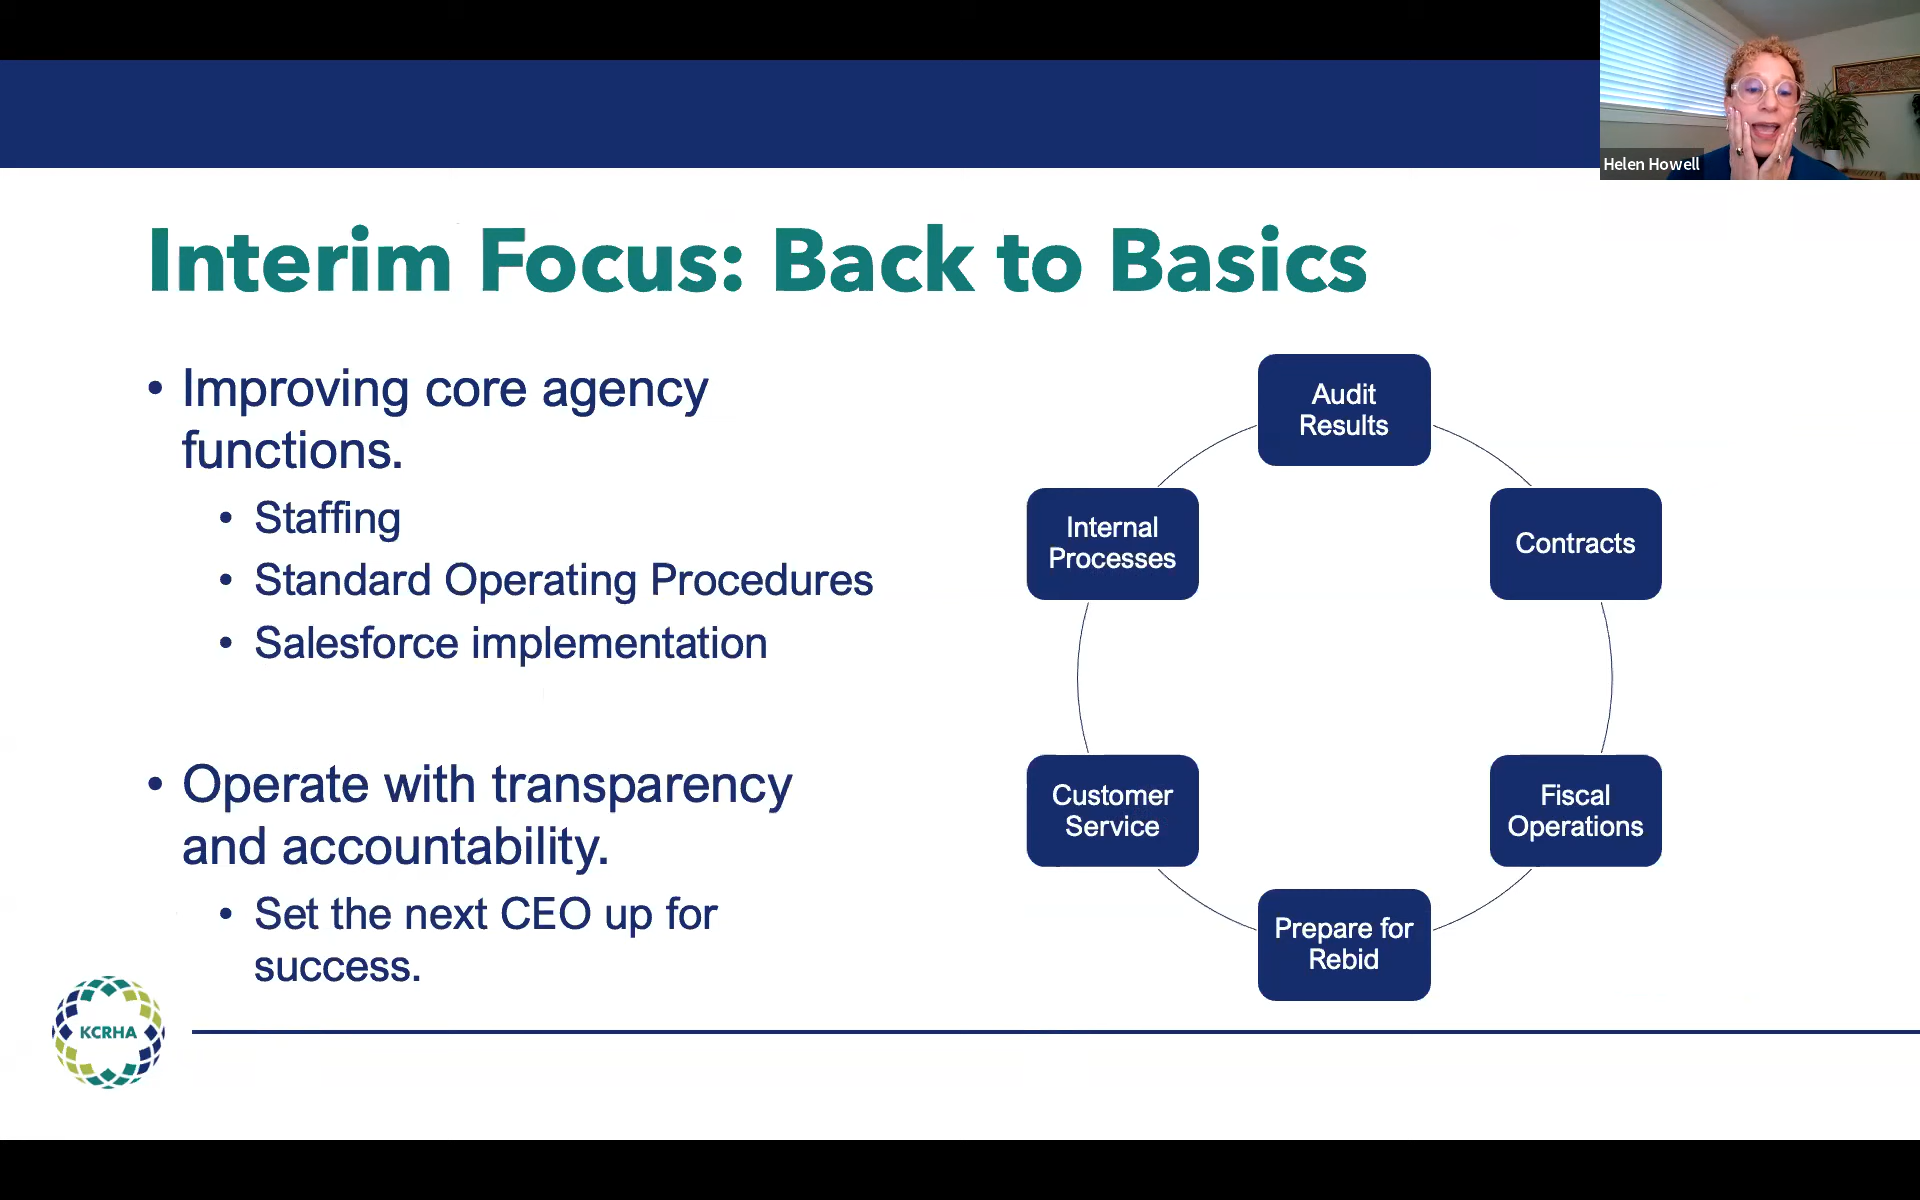 Helen Howell
Interim Focus: Back to Basics
• Improving core agency
functions.
• Staffing
• Standard Operating Procedures
• Salesforce implementation
• Operate with transparency
and accountability.
• Set the next CEO up for
success.
Audit
Results
Contracts
Fiscal
Operations
Prepare for
Rebid
Customer
Service
Internal
Processes
KCRHA